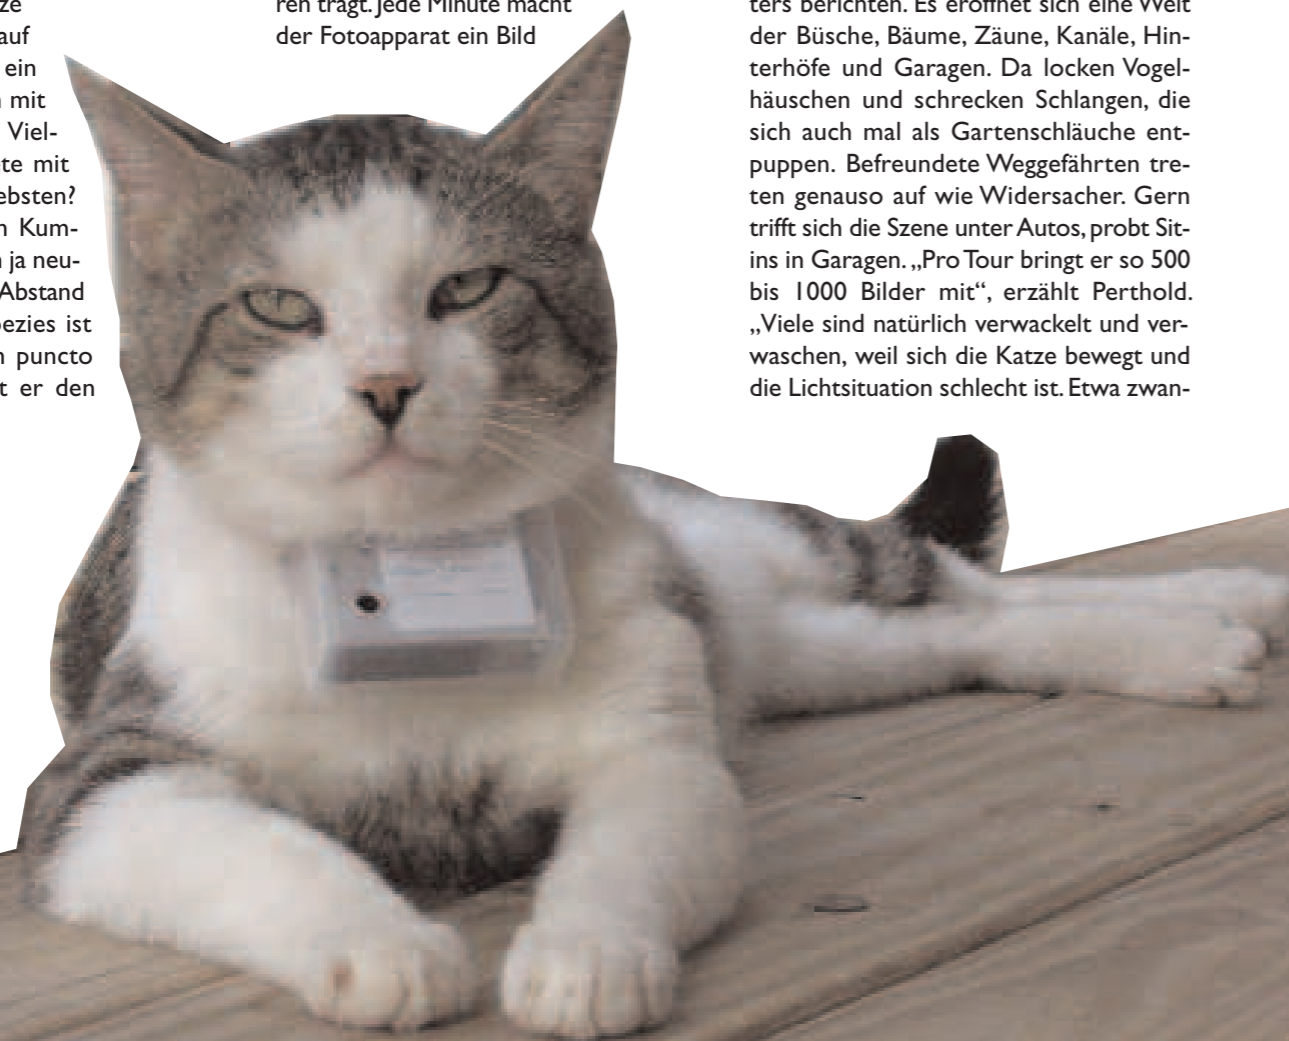 ze
auf
ein
mit
Viel-
te mit
ebsten?
n Kum-
n ja neu-
Abstand
ezies ist
n puncto
t er den
ren trägt. Jede Minute macht
der Fotoapparat ein Bild
ters berichten. Es eröffnet sich eine Welt
der Büsche, Bäume, Zäune, Kanäle, Hin-
terhöfe und Garagen. Da locken Vogel-
häuschen und schrecken Schlangen, die
sich auch mal als Gartenschläuche ent-
puppen. Befreundete Weggefährten tre-
ten genauso auf wie Widersacher. Gern
trifft sich die Szene unter Autos, probt Sit-
ins in Garagen. „Pro Tour bringt er so 500
bis 1000 Bilder mit“, erzählt Perthold.
„Viele sind natürlich verwackelt und ver-
waschen, weil sich die Katze bewegt und
die Lichtsituation schlecht ist. Etwa zwan-